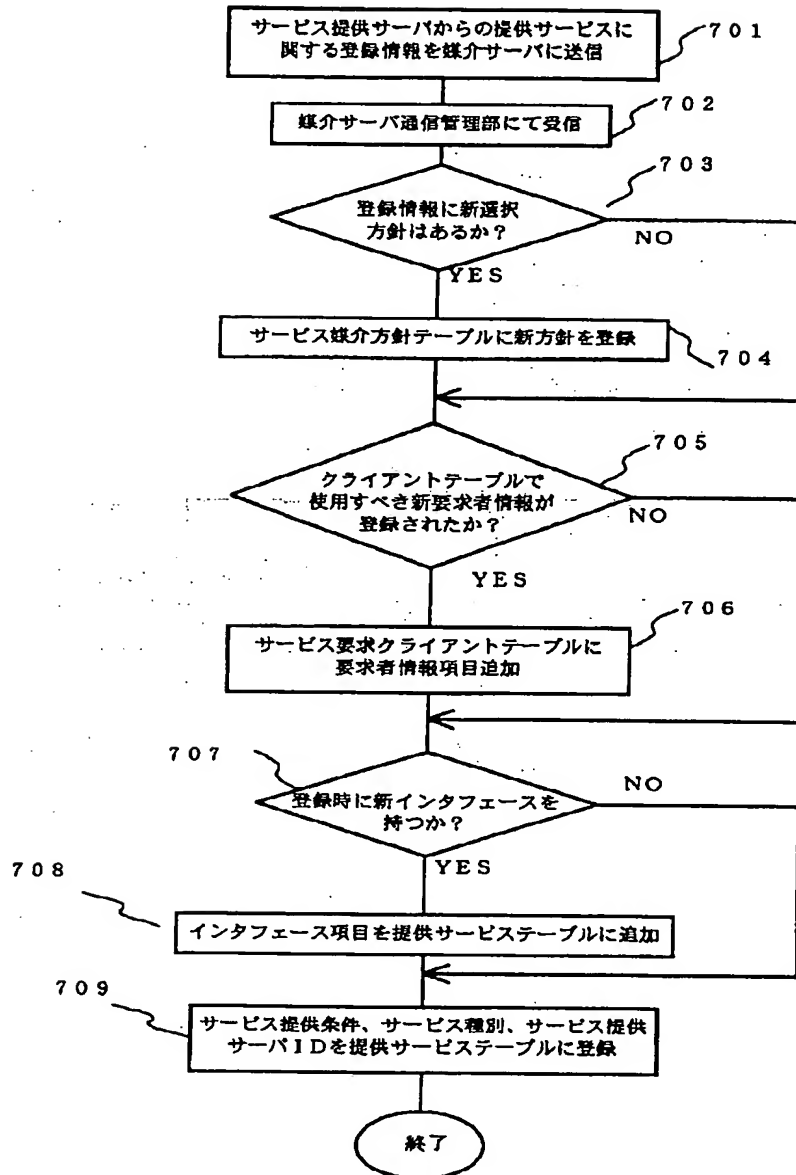 サービス提供サーバからの提供サービスに
関する登録情報を媒介サーバに送信
７０１
媒介サーバ通信管理部にて受信
７０２
登録情報に新選択
方針はあるか？
７０３
NO
YES
サービス媒介方針テーブルに新方針を登録
７０４
クライアントテーブルで
使用すべき新要求者情報が
登録されたか？
７０５
NO
YES
サービス要求クライアントテーブルに
要求者情報項目追加
７０６
７０７
登録時に新インタフェースを
持つか？
NO
YES
７０８
インタフェース項目を提供サービステーブルに追加
７０９
サービス提供条件、サービス種別、サービス提供
サーバＩＤを提供サービステーブルに登録
終了